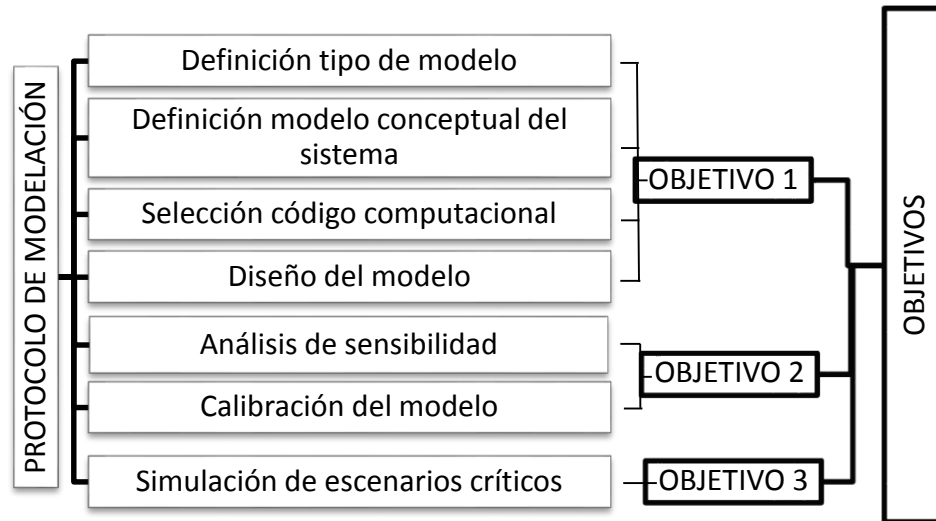 PROTOCOLO DE MODELACIÓN
Definición tipo de modelo
Definición modelo conceptual del
sistema
Selección código computacional
Diseño del modelo
Análisis de sensibilidad
Calibración del modelo
Simulación de escenarios críticos
OBJETIVO 1
OBJETIVO 2
OBJETIVO 3
OBJETIVOS